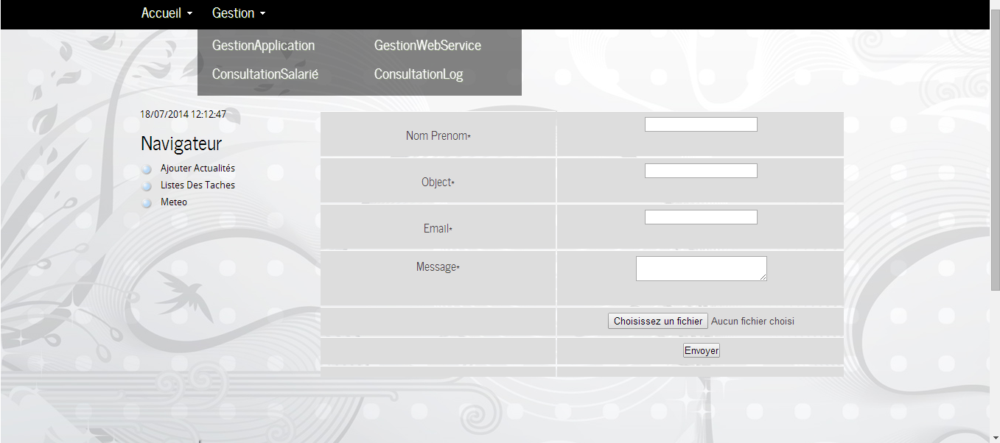 Accueil Gestion
GestionApplication GestionWebService
ConsultationSalarié ConsultationLog
18/07/2014 12:12:47
Navigateur
Ajouter Actualités
Listes Des Taches
Meteo
Nom Prenom*
Object*
Email*
Message*
Choisissez un fichier Aucun fichier choisi
Envoyer